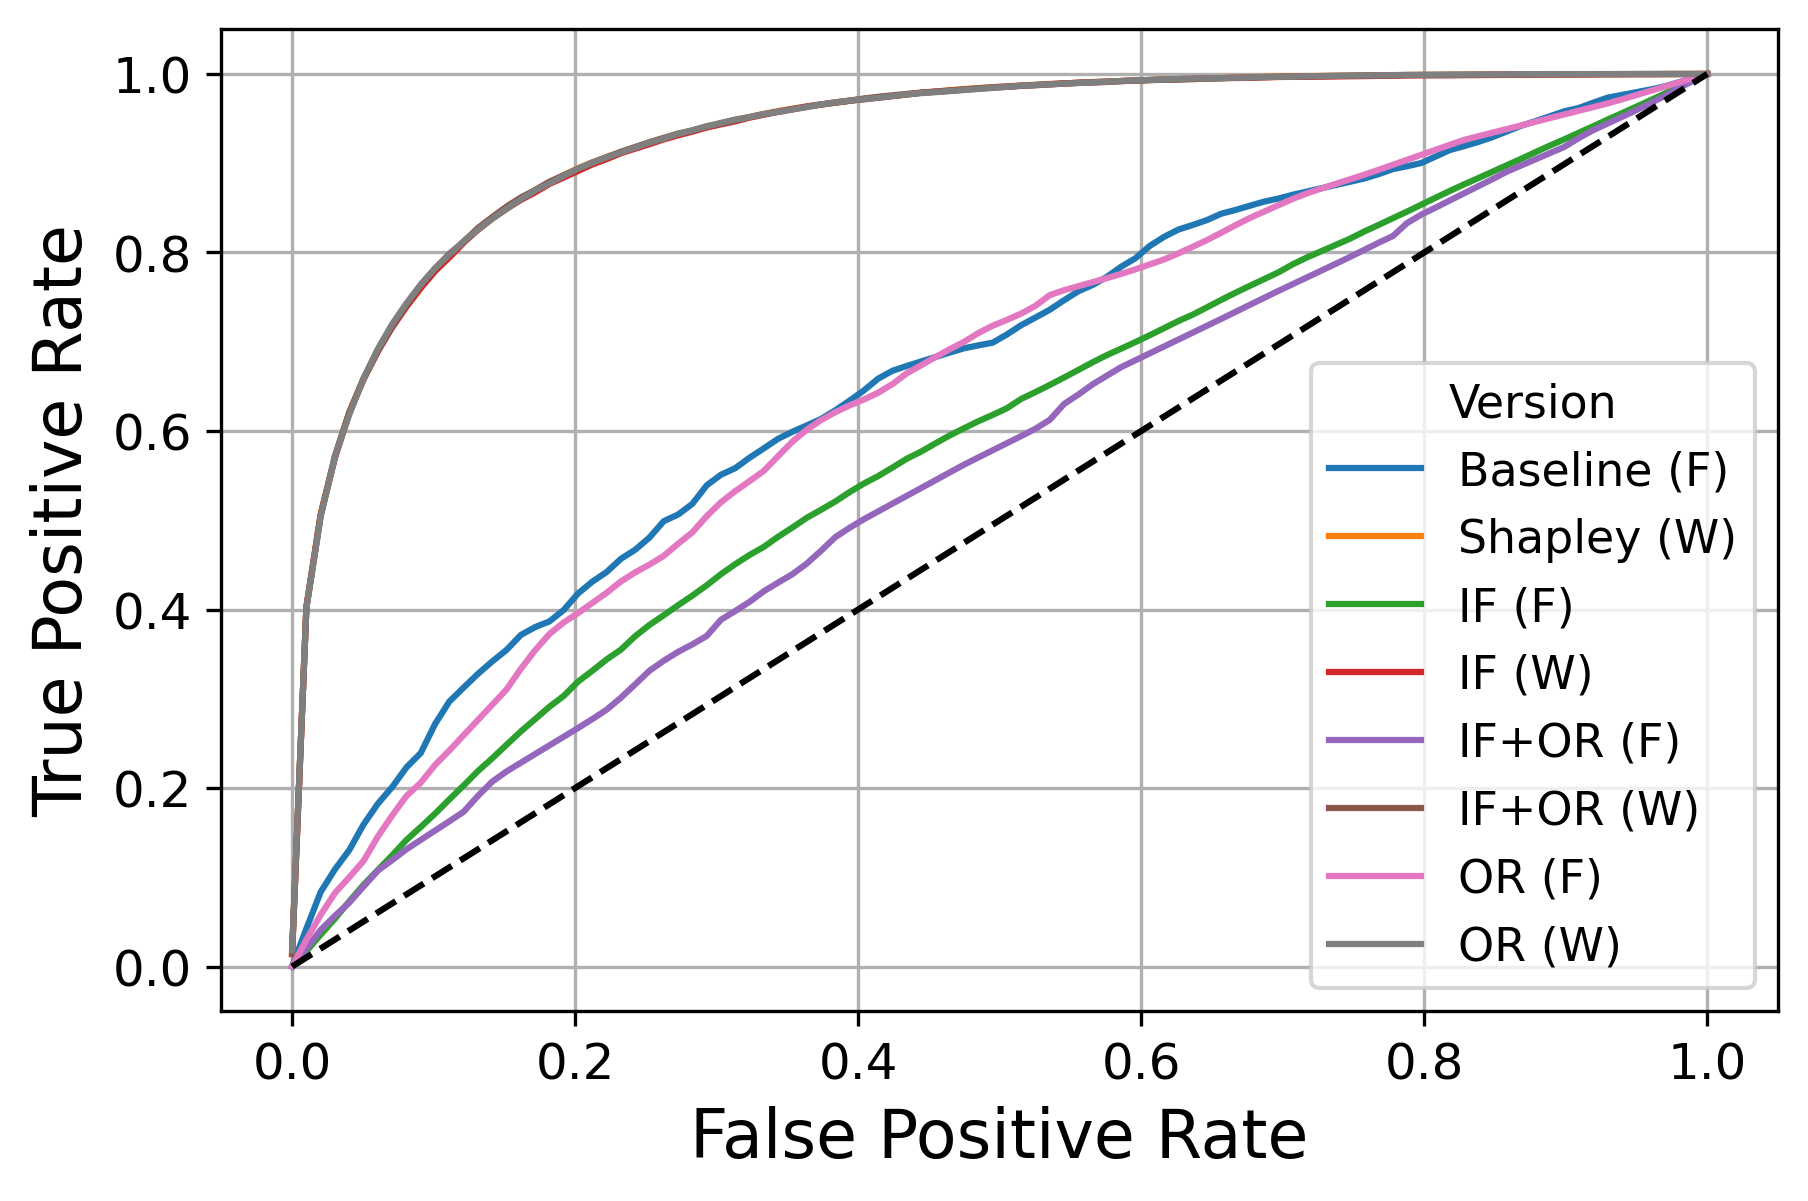 1.0
0.8
0.6
0.4
0.2
0.0
True Positive Rate
Version
Baseline (F)
Shapley (W)
IF (F)
IF (W)
IF+OR (F)
IF+OR (W)
OR (F)
OR (W)
0.0 0.2 0.4 0.6 0.8 1.0
False Positive Rate